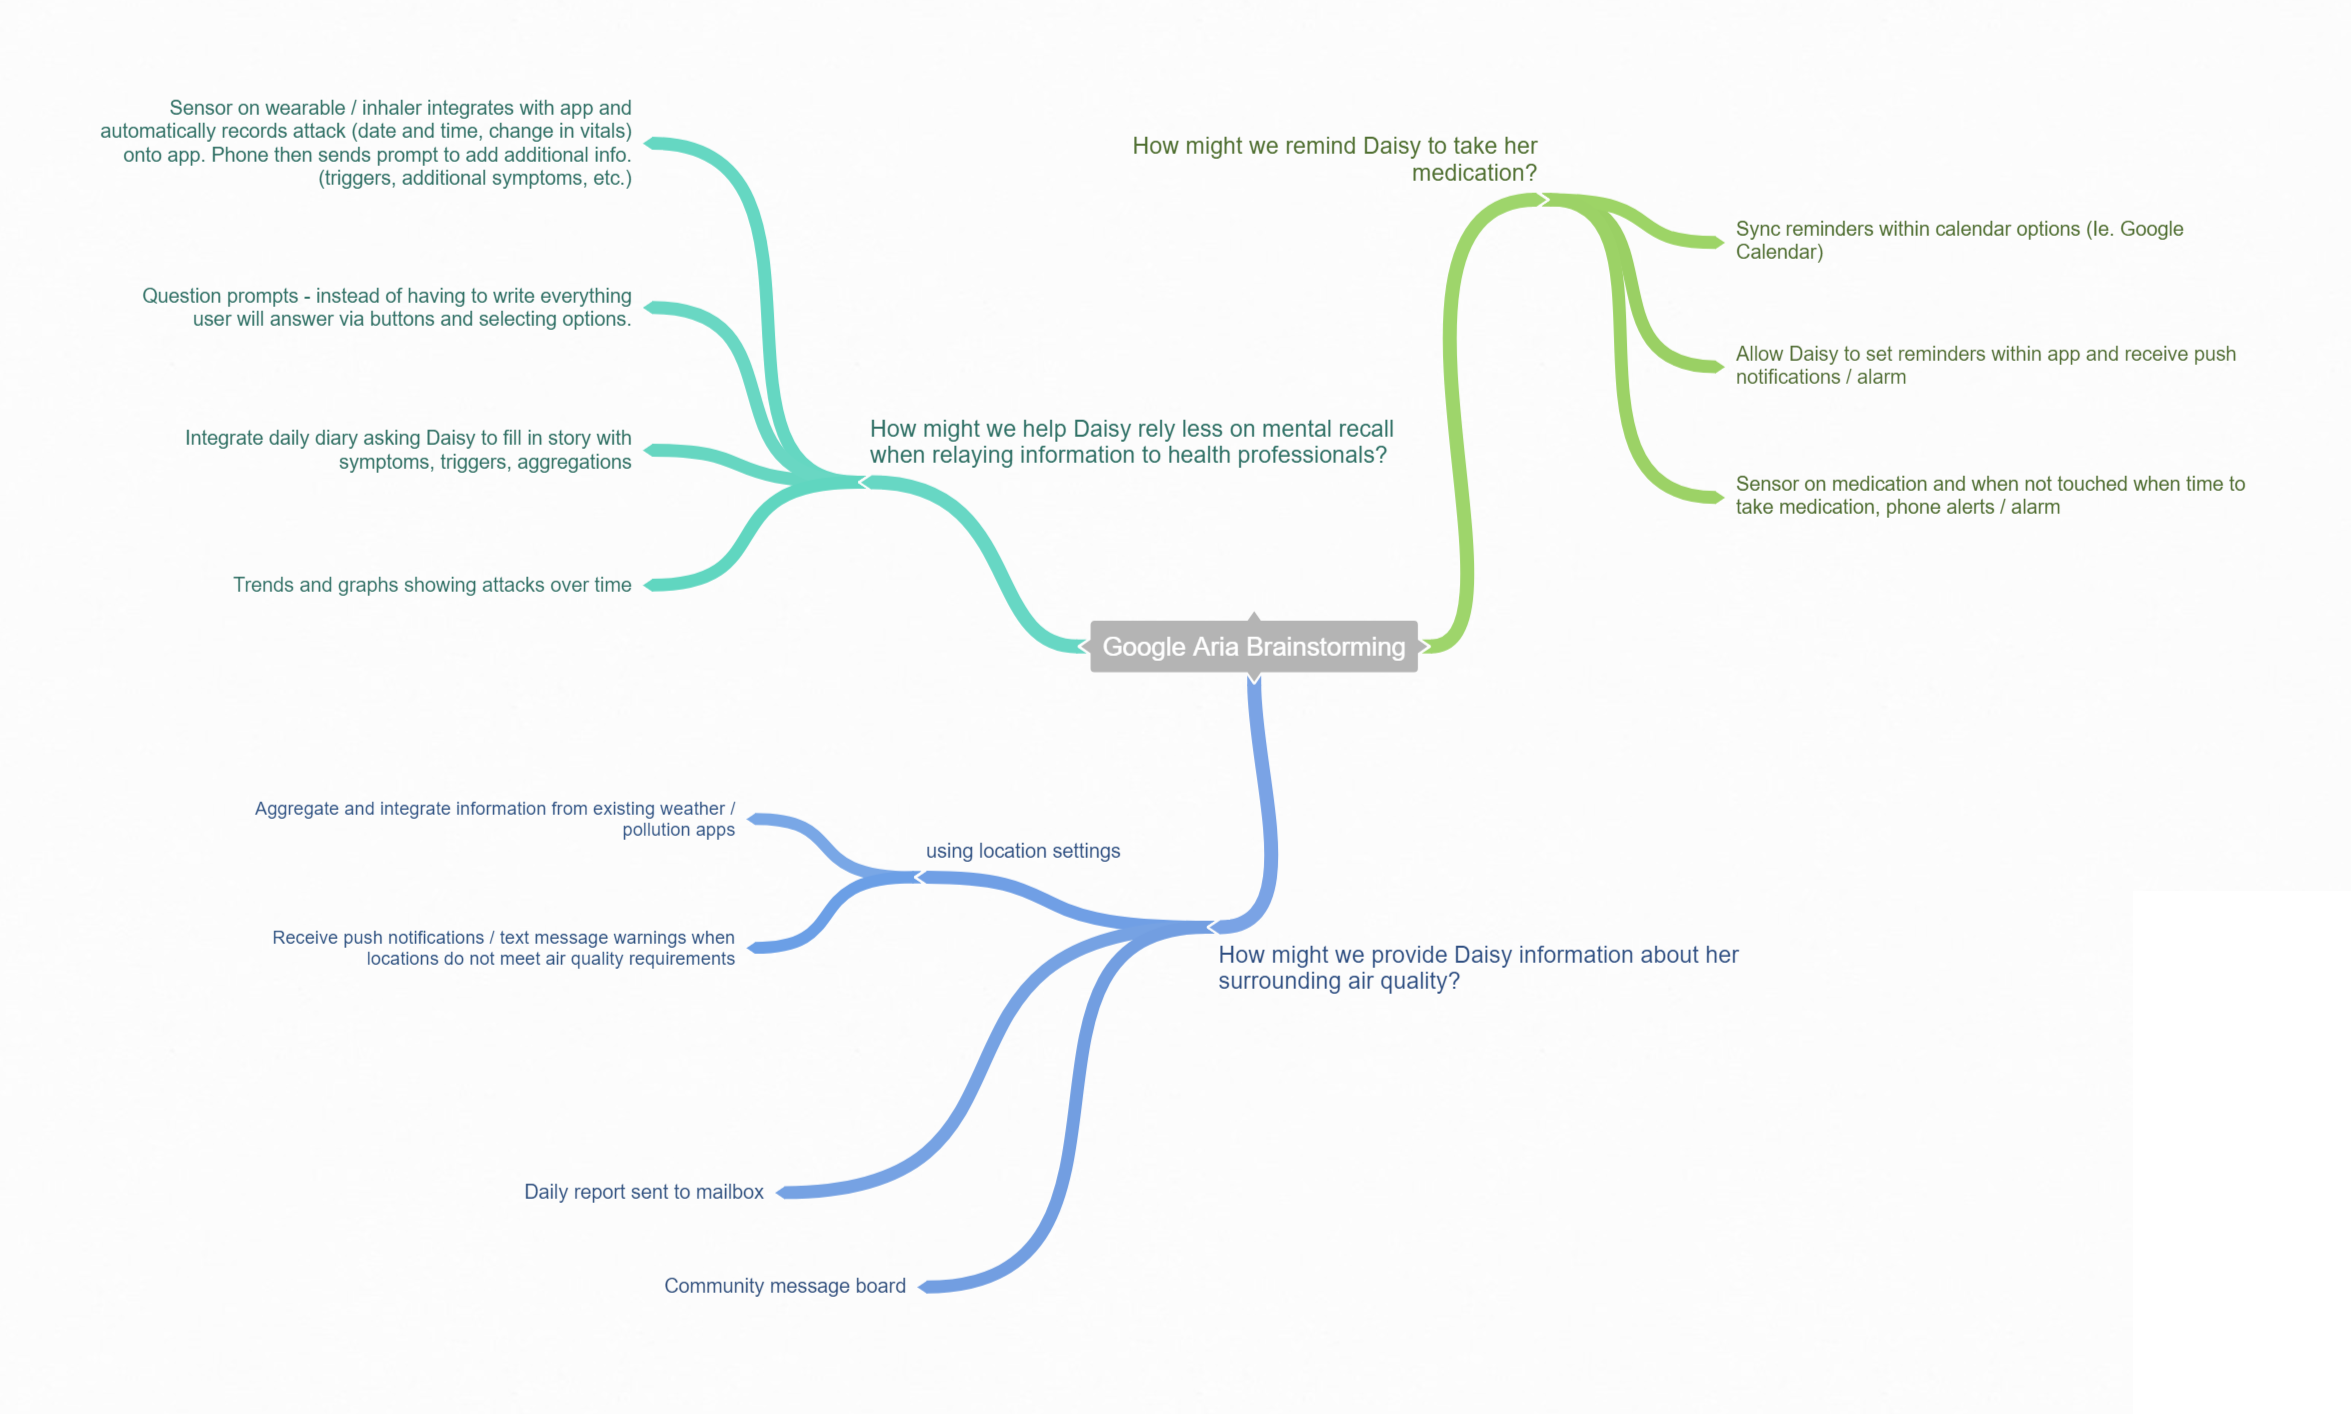 Sensor on wearable / inhaler integrates with app and
automatically records attack (date and time, change in vitals)
onto app. Phone then sends prompt to add additional info.
(triggers, additional symptoms, etc.)
Question prompts - instead of having to write everything
user will answer via buttons and selecting options.
Integrate daily diary asking Daisy to fill in story with
symptoms, triggers, aggregations
Trends and graphs showing attacks over time
How might we help Daisy rely less on mental recall
when relaying information to health professionals?
How might we remind Daisy to take her
medication?
Sync reminders within calendar options (Ie. Google
Calendar)
Allow Daisy to set reminders within app and receive push
notifications / alarm
Sensor on medication and when not touched when time to
take medication, phone alerts / alarm
Google Aria Brainstorming
Aggregate and integrate information from existing weather /
pollution apps
Receive push notifications / text message warnings when
locations do not meet air quality requirements
using location settings
How might we provide Daisy information about her
surrounding air quality?
Daily report sent to mailbox
Community message board